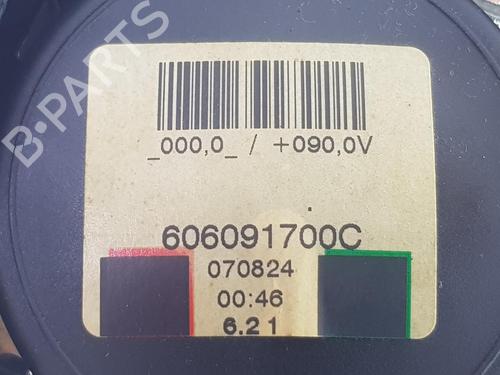 B-PARTS
_000,0_ / +090,0V
606091700C
070824
00:46
6.21